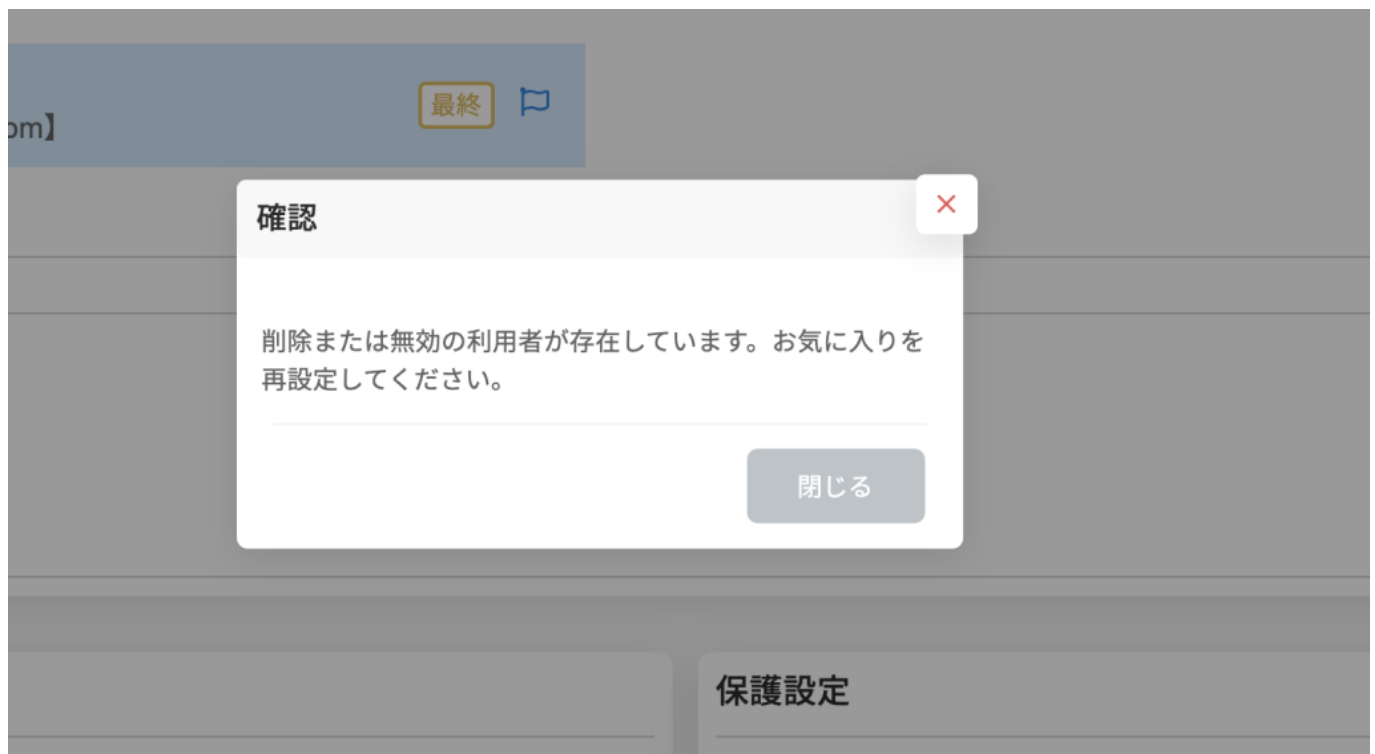 最終
om】
確認
削除または無効の利用者が存在しています。お気に入りを
再設定してください。
閉じる
保護設定